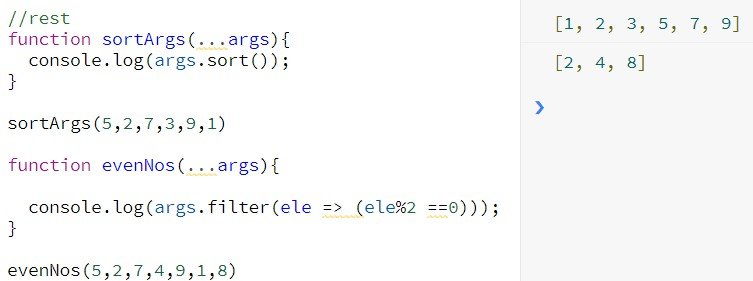 //rest
function sortArgs(...args){
  console.log(args.sort());
}
sortArgs(5,2,7,3,9,1)
function evenNos(...args){
  console.log(args.filter(ele => (ele%2 ==0)));
}
evenNos(5,2,7,4,9,1,8)
[1, 2, 3, 5, 7, 9]
[2, 4, 8]
❯